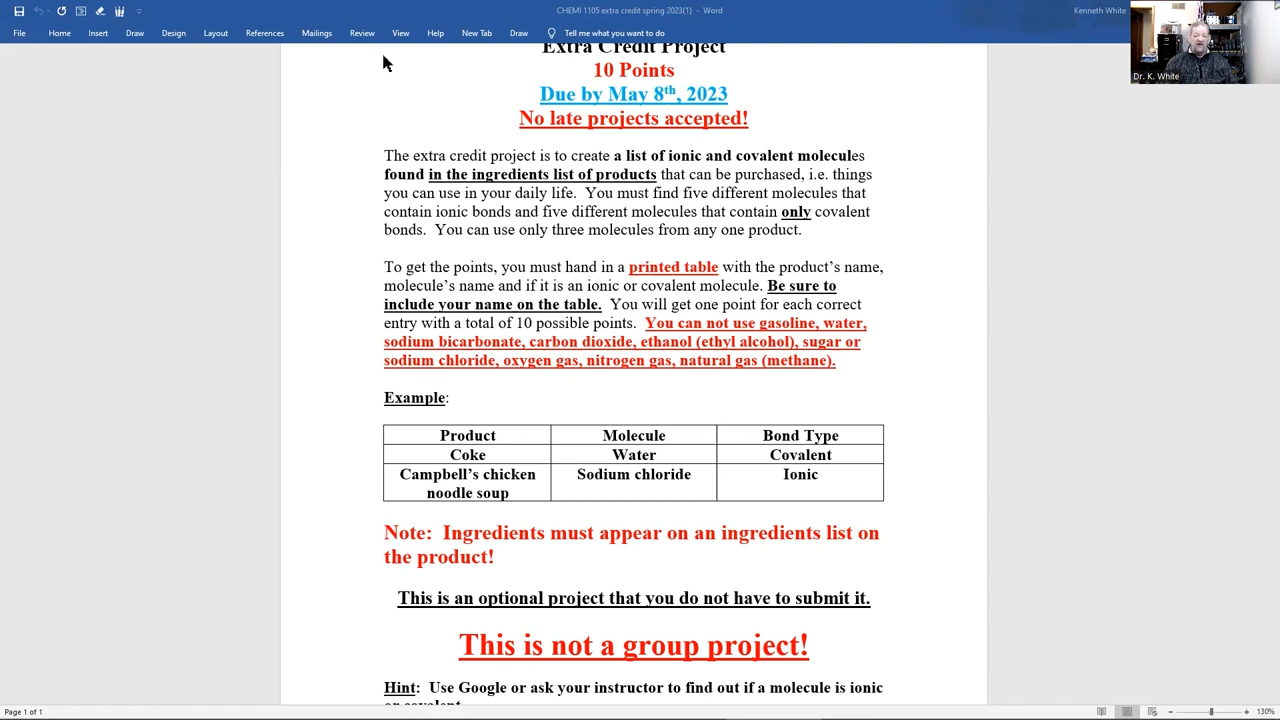 CHEMI 1105 extra credit spring 2023(1) - Word
Kenneth White
File Home Insert Draw Design Layout References Mailings Review View Help New Tab Draw Tell me what you want to do
Dr. K. White
Extra Credit Project
10 Points
Due by May 8th, 2023
No late projects accepted!
The extra credit project is to create a list of ionic and covalent molecules
found in the ingredients list of products that can be purchased, i.e. things
you can use in your daily life. You must find five different molecules that
contain ionic bonds and five different molecules that contain only covalent
bonds. You can use only three molecules from any one product.
To get the points, you must hand in a printed table with the product's name,
molecule's name and if it is an ionic or covalent molecule. Be sure to
include your name on the table. You will get one point for each correct
entry with a total of 10 possible points. You can not use gasoline, water,
sodium bicarbonate, carbon dioxide, ethanol (ethyl alcohol), sugar or
sodium chloride, oxygen gas, nitrogen gas, natural gas (methane).
Example:
Product Molecule Bond Type
Coke Water Covalent
Campbell's chicken Sodium chloride Ionic
noodle soup
Note: Ingredients must appear on an ingredients list on
the product!
This is an optional project that you do not have to submit it.
This is not a group project!
Hint: Use Google or ask your instructor to find out if a molecule is ionic
or covalent
Page 1 of 1
130%